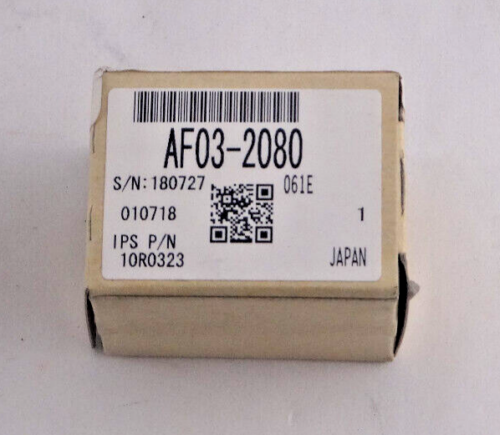 AF03-2080
S/N:180727 061E
010718 1
IPS P/N
10R0323 JAPAN